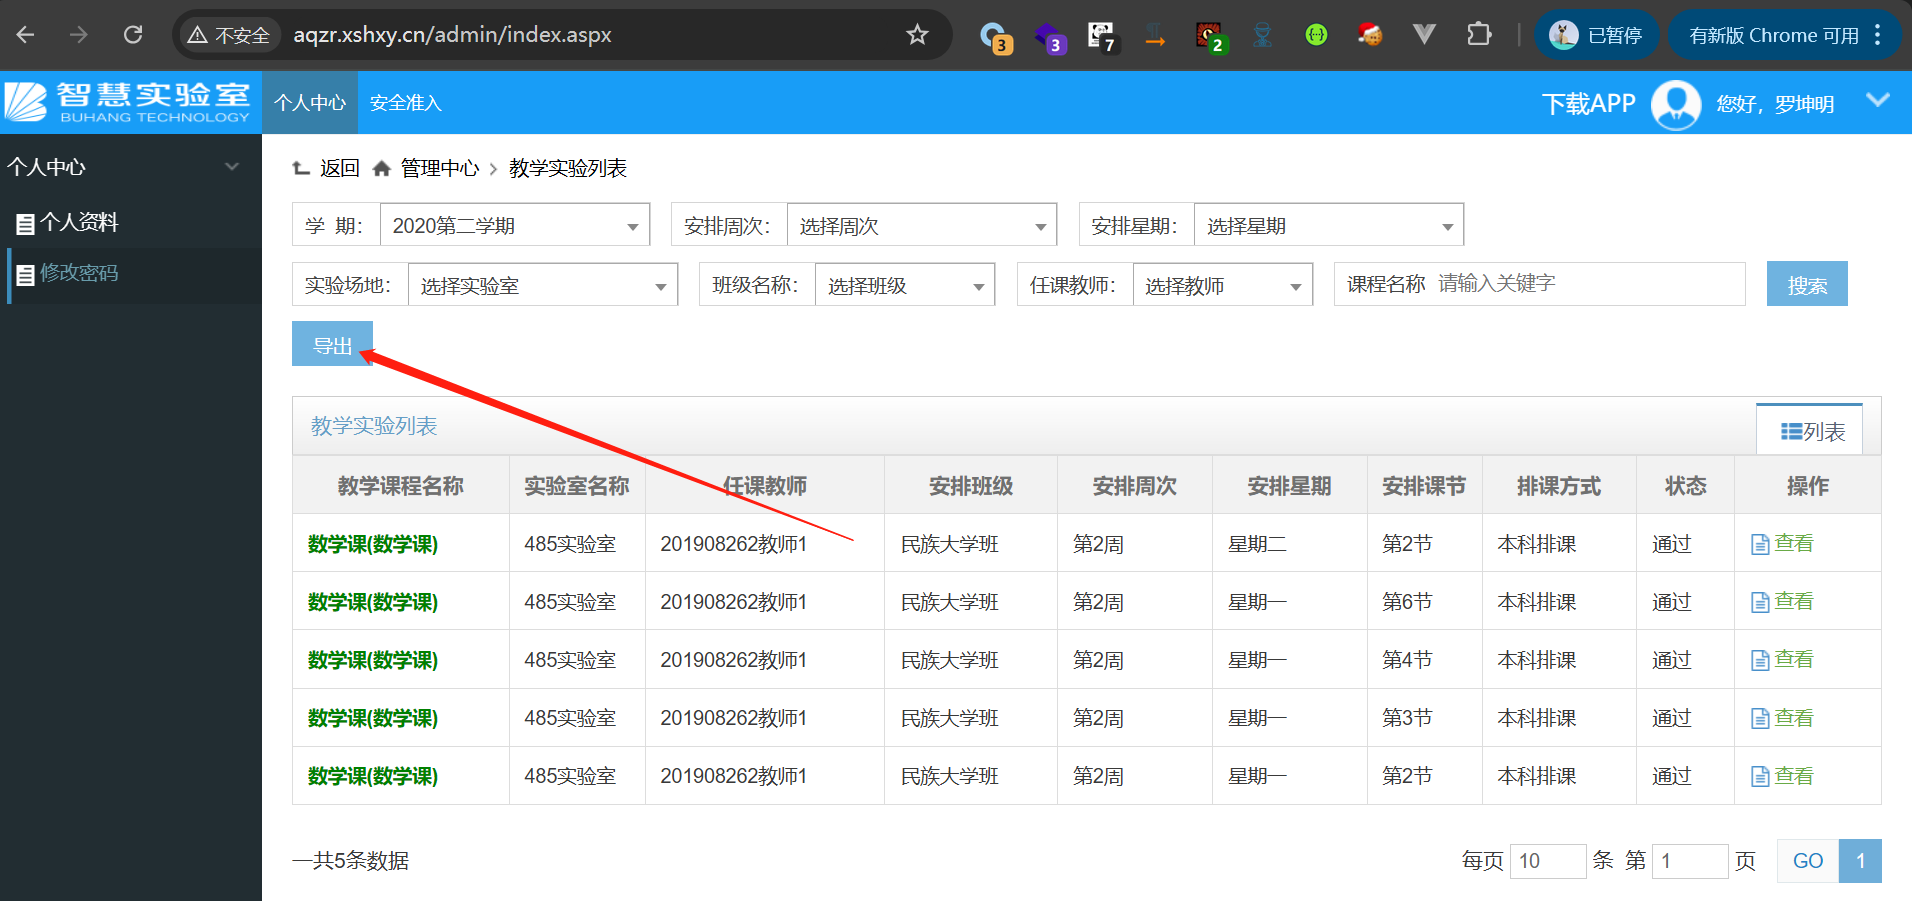 不安全 aqzr.xshxy.cn/admin/index.aspx 3 3 7 2 已暂停 有新版 Chrome 可用
智慧实验室
BUHANG TECHNOLOGY
个人中心 安全准入 下载APP 您好，罗坤明
个人中心
个人资料
修改密码
返回 管理中心 > 教学实验列表
学 期： 2020第二学期 安排周次： 选择周次 安排星期： 选择星期
实验场地： 选择实验室 班级名称： 选择班级 任课教师： 选择教师 课程名称 请输入关键字 搜索
导出
教学实验列表 列表
教学课程名称 实验室名称 任课教师 安排班级 安排周次 安排星期 安排课节 排课方式 状态 操作
数学课(数学课) 485实验室 201908262教师1 民族大学班 第2周 星期二 第2节 本科排课 通过 查看
数学课(数学课) 485实验室 201908262教师1 民族大学班 第2周 星期一 第6节 本科排课 通过 查看
数学课(数学课) 485实验室 201908262教师1 民族大学班 第2周 星期一 第4节 本科排课 通过 查看
数学课(数学课) 485实验室 201908262教师1 民族大学班 第2周 星期一 第3节 本科排课 通过 查看
数学课(数学课) 485实验室 201908262教师1 民族大学班 第2周 星期一 第2节 本科排课 通过 查看
一共5条数据 每页 10 条 第 1 页 GO 1